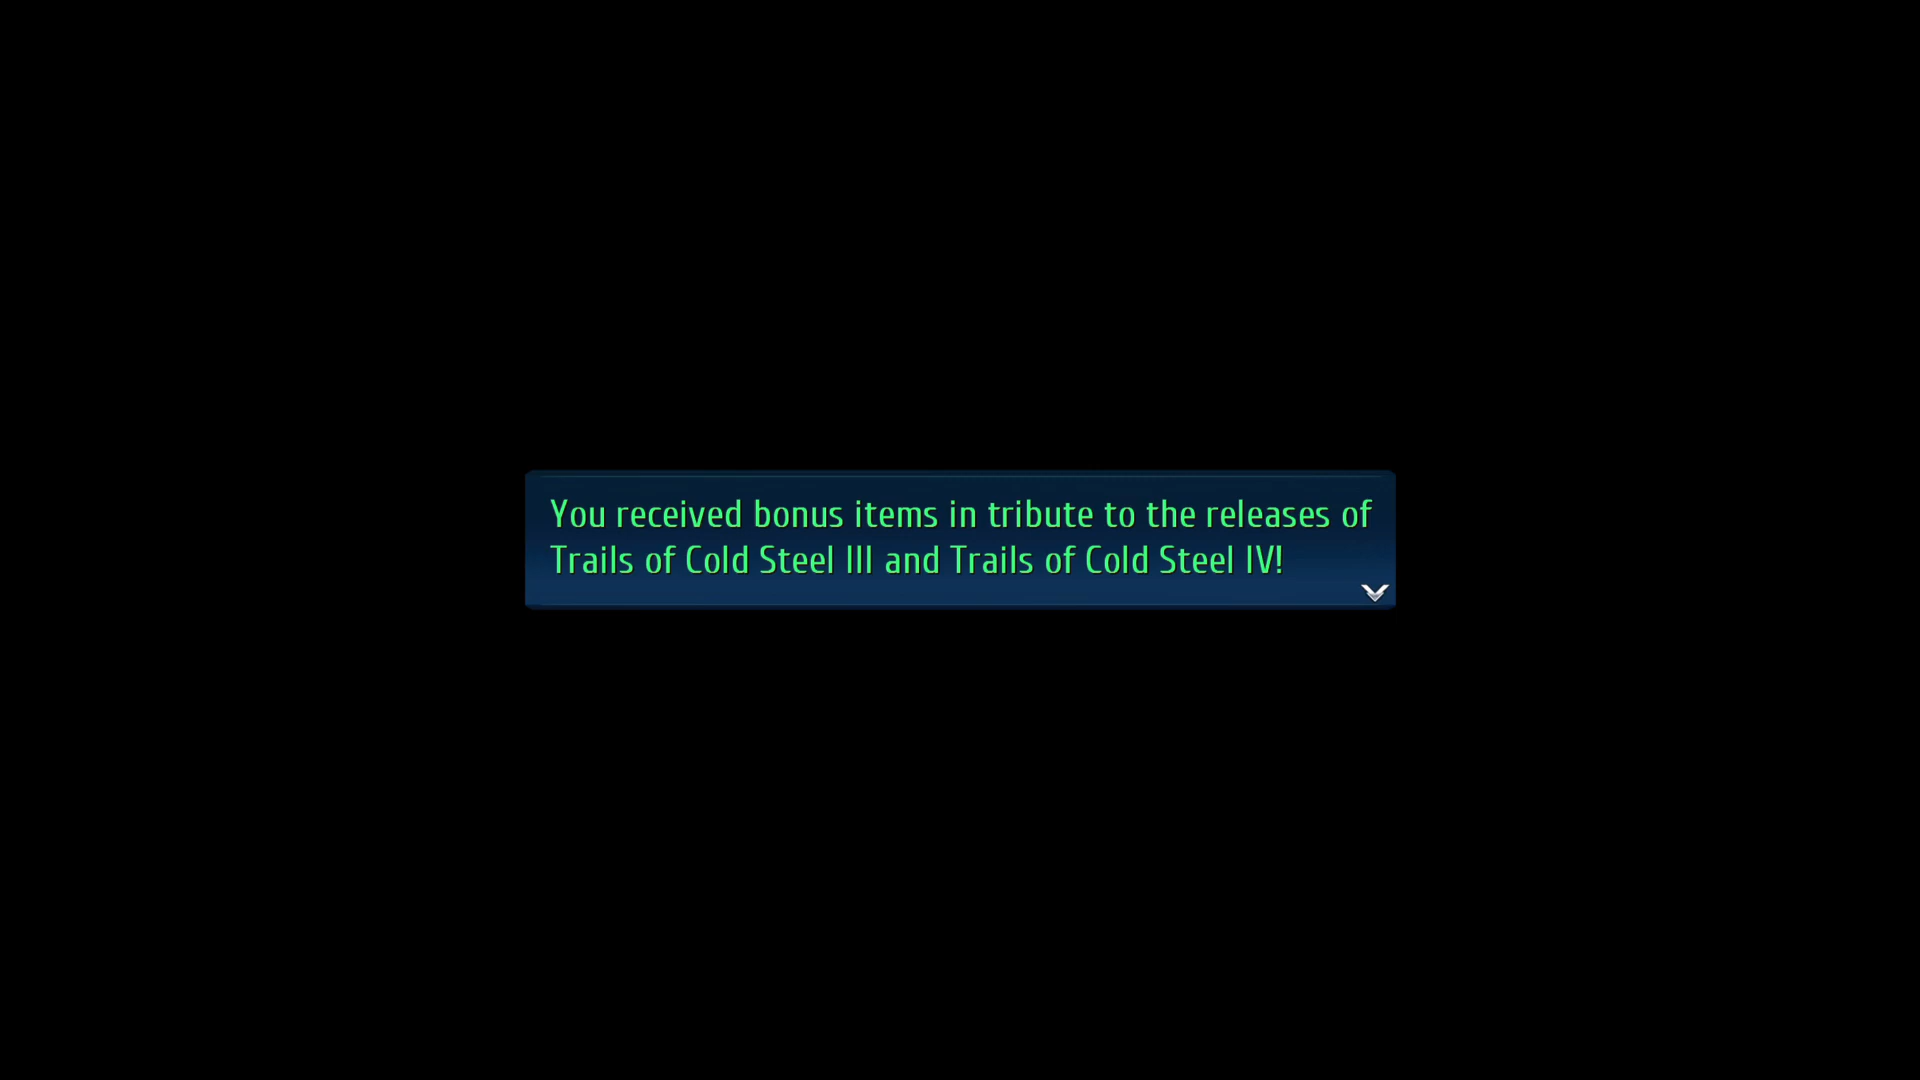 You received bonus items in tribute to the releases of
Trails of Cold Steel III and Trails of Cold Steel IV!